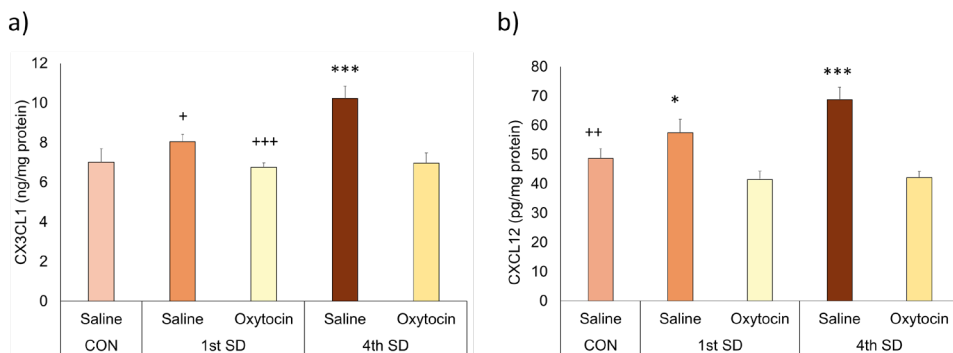 a)
CX3CL1 (ng/mg protein)
12
10
8
6
4
2
0
+
+++
***
Saline
Saline
Oxytocin
Saline
Oxytocin
CON
1st SD
4th SD
b)
CXCL12 (pg/mg protein)
80
70
60
50
40
30
20
10
0
++
*
***
Saline
Saline
Oxytocin
Saline
Oxytocin
CON
1st SD
4th SD